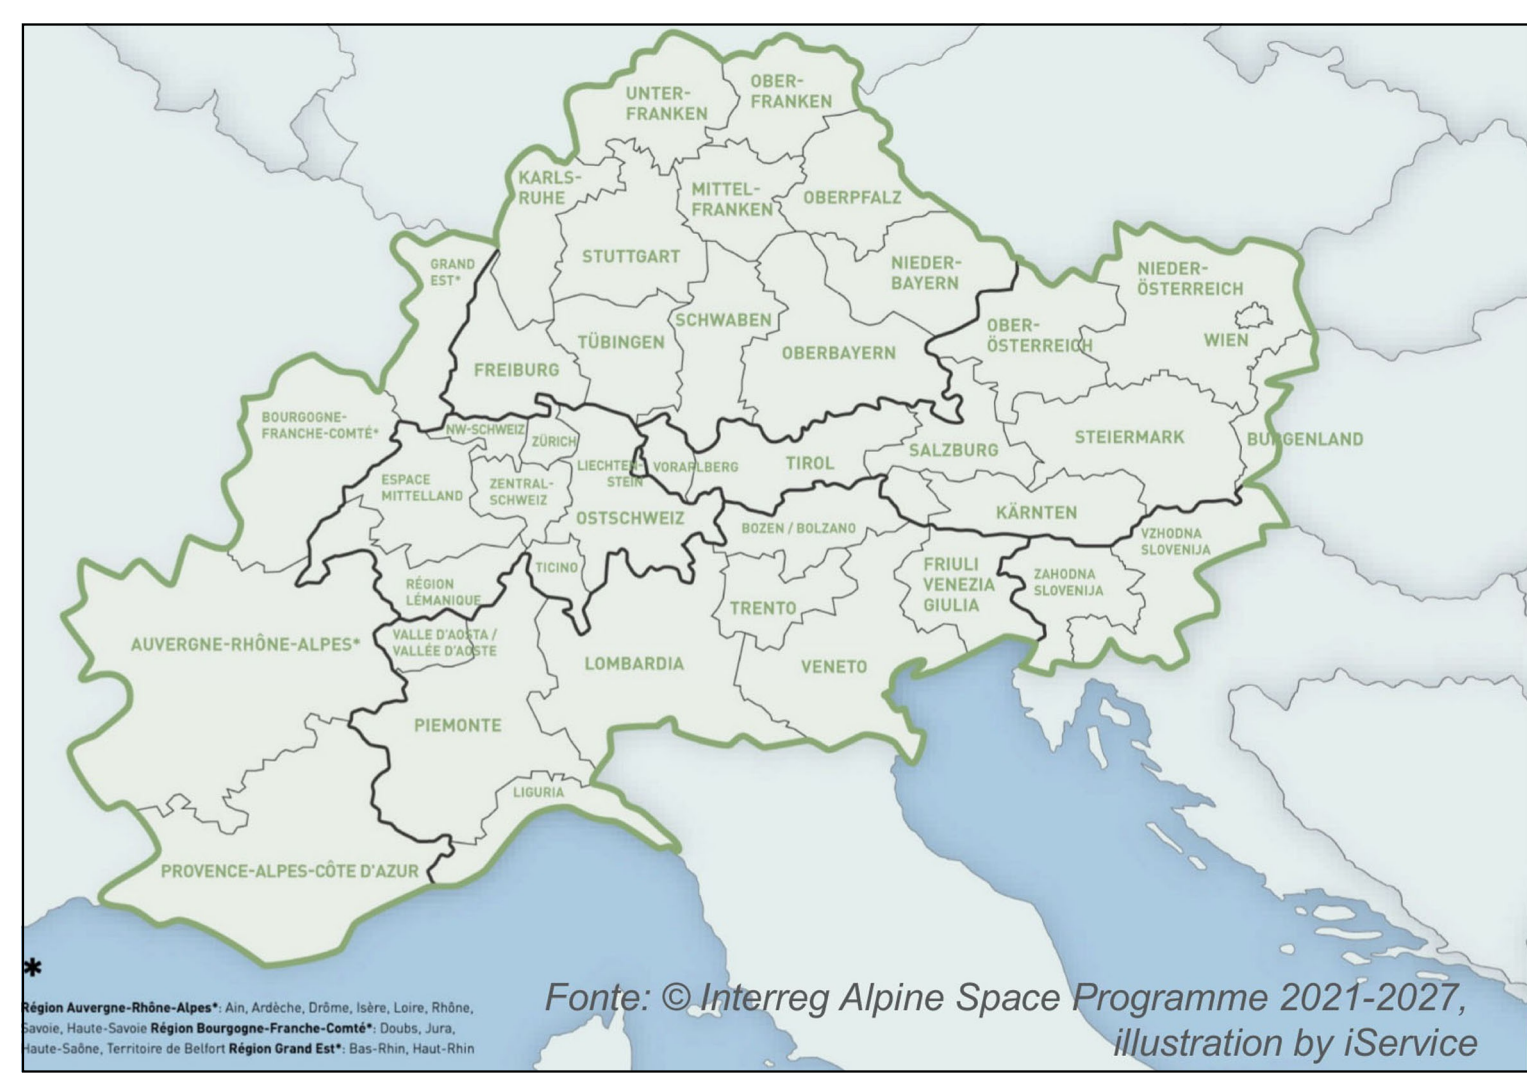 UNTER-
FRANKEN
OBER-
FRANKEN
KARLS-
RUHE
MITTEL-
FRANKEN
OBERPFALZ
STUTTGART
GRAND
EST*
NIEDER-
BAYERN
NIEDER-
ÖSTERREICH
SCHWABEN
OBER-
ÖSTERREICH
TÜBINGEN
OBERBAYERN
WIEN
FREIBURG
BOURGOGNE-
FRANCHE-COMTÉ*
NW-SCHWEIZ
ZÜRICH
STEIERMARK
BURGENLAND
SALZBURG
LIECHTEN-
STEIN
VORARLBERG
TIROL
ESPACE
MITTELLAND
ZENTRAL-
SCHWEIZ
OSTSCHWEIZ
BOZEN / BOLZANO
KÄRNTEN
VZHODNA
SLOVENIJA
TICINO
FRIULI
VENEZIA
GIULIA
ZAHODNA
SLOVENIJA
RÉGION
LÉMANIQUE
TRENTO
AUVERGNE-RHÔNE-ALPES*
VALLE D'AOSTA /
VALLÉE D'AOSTE
LOMBARDIA
VENETO
PIEMONTE
LIGURIA
PROVENCE-ALPES-CÔTE D'AZUR
*
Région Auvergne-Rhône-Alpes*: Ain, Ardèche, Drôme, Isère, Loire, Rhône,
Savoie, Haute-Savoie Région Bourgogne-Franche-Comté*: Doubs, Jura,
Haute-Saône, Territoire de Belfort Région Grand Est*: Bas-Rhin, Haut-Rhin
Fonte: © Interreg Alpine Space Programme 2021-2027,
illustration by iService